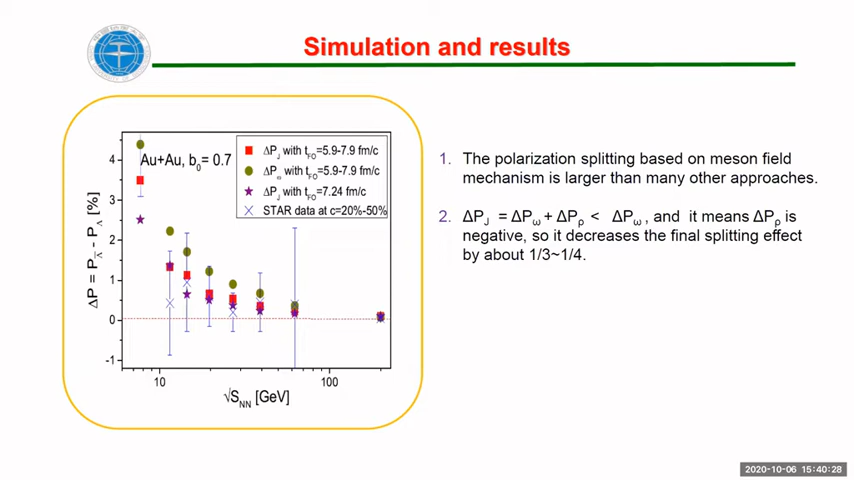 Simulation and results
Au+Au, b₀= 0.7
ΔP_J with t_FO=5.9-7.9 fm/c
ΔP_ω with t_FO=5.9-7.9 fm/c
ΔP_J with t_FO=7.24 fm/c
STAR data at c=20%-50%
ΔP = P_Λ̄ - P_Λ [%]
4
3
2
1
0
-1
10 100
√S_NN [GeV]
1. The polarization splitting based on meson field
mechanism is larger than many other approaches.
2. ΔP_J = ΔP_ω + ΔP_ρ < ΔP_ω , and it means ΔP_ρ is
negative, so it decreases the final splitting effect
by about 1/3~1/4.
2020-10-06 15:40:28